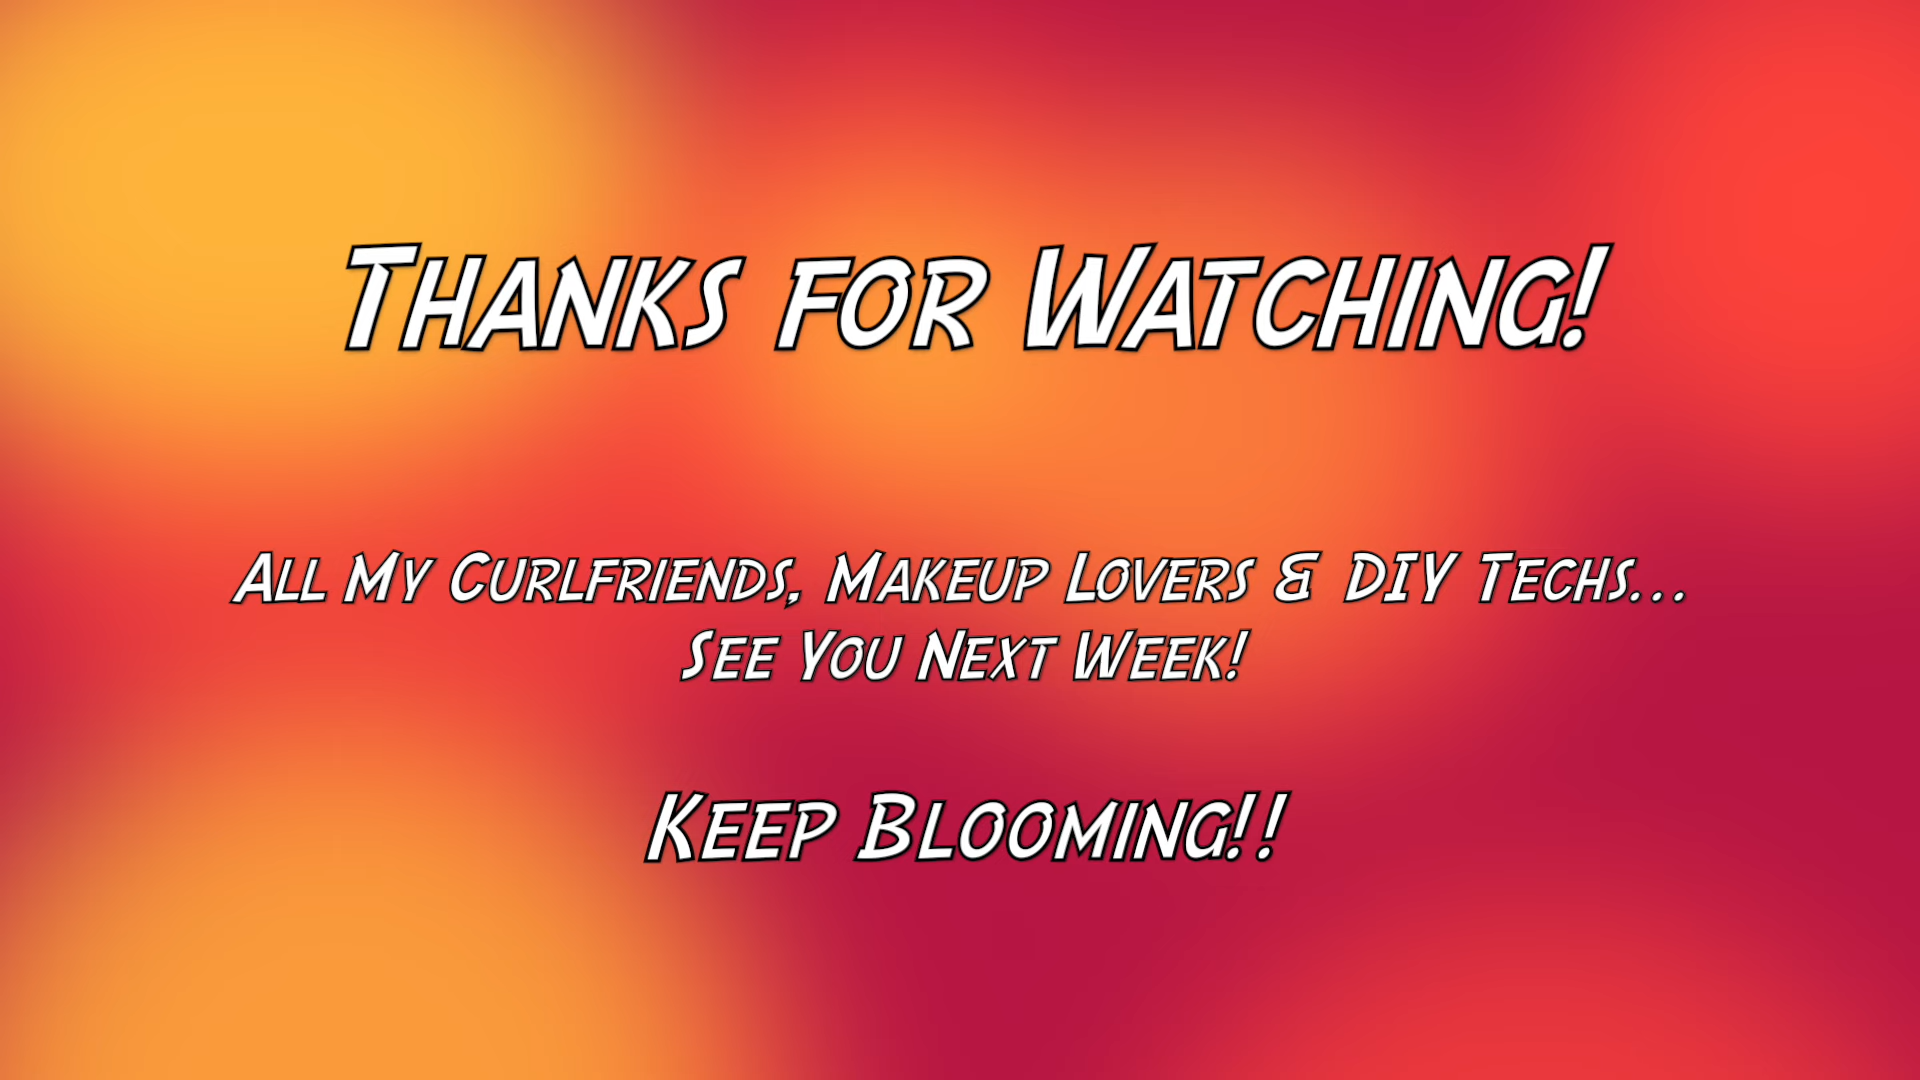 Thanks for Watching!
All My Curlfriends, Makeup Lovers & DIY Techs...
See You Next Week!
Keep Blooming!!